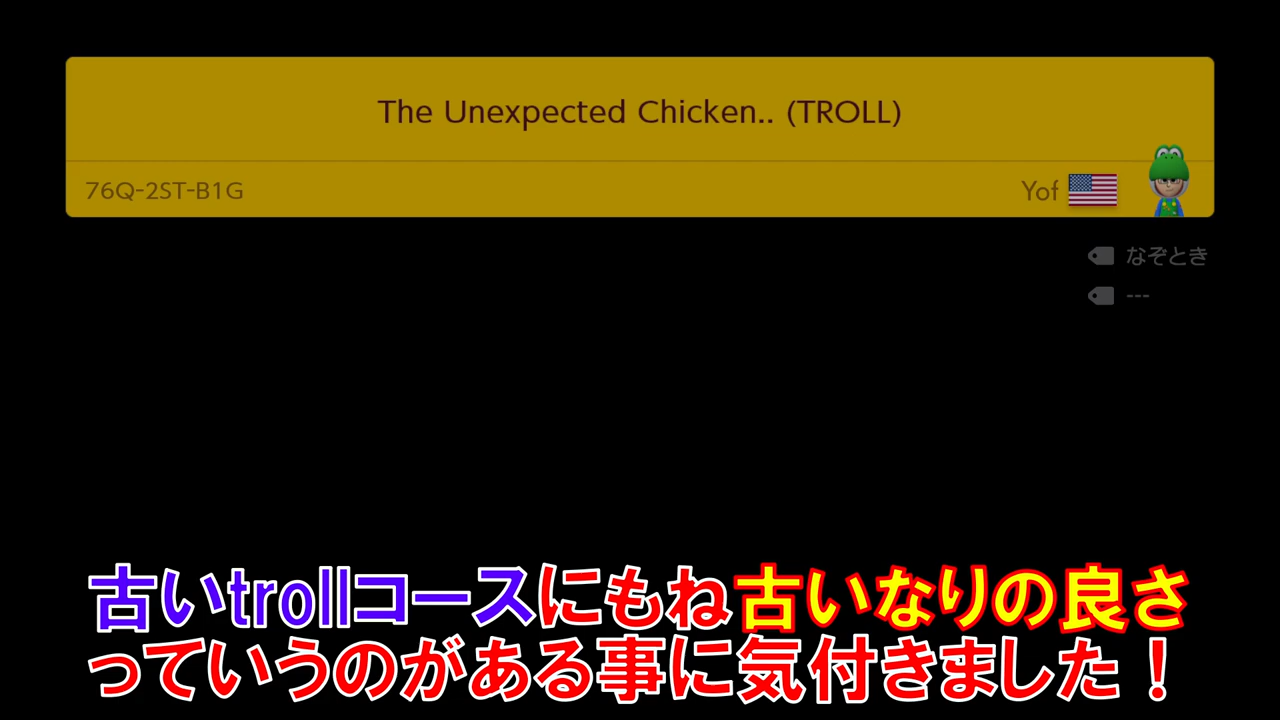 The Unexpected Chicken.. (TROLL)
76Q-2ST-B1G
Yof
なぞとき
---
古いtrollコースにもね古いなりの良さ
っていうのがある事に気付きました！